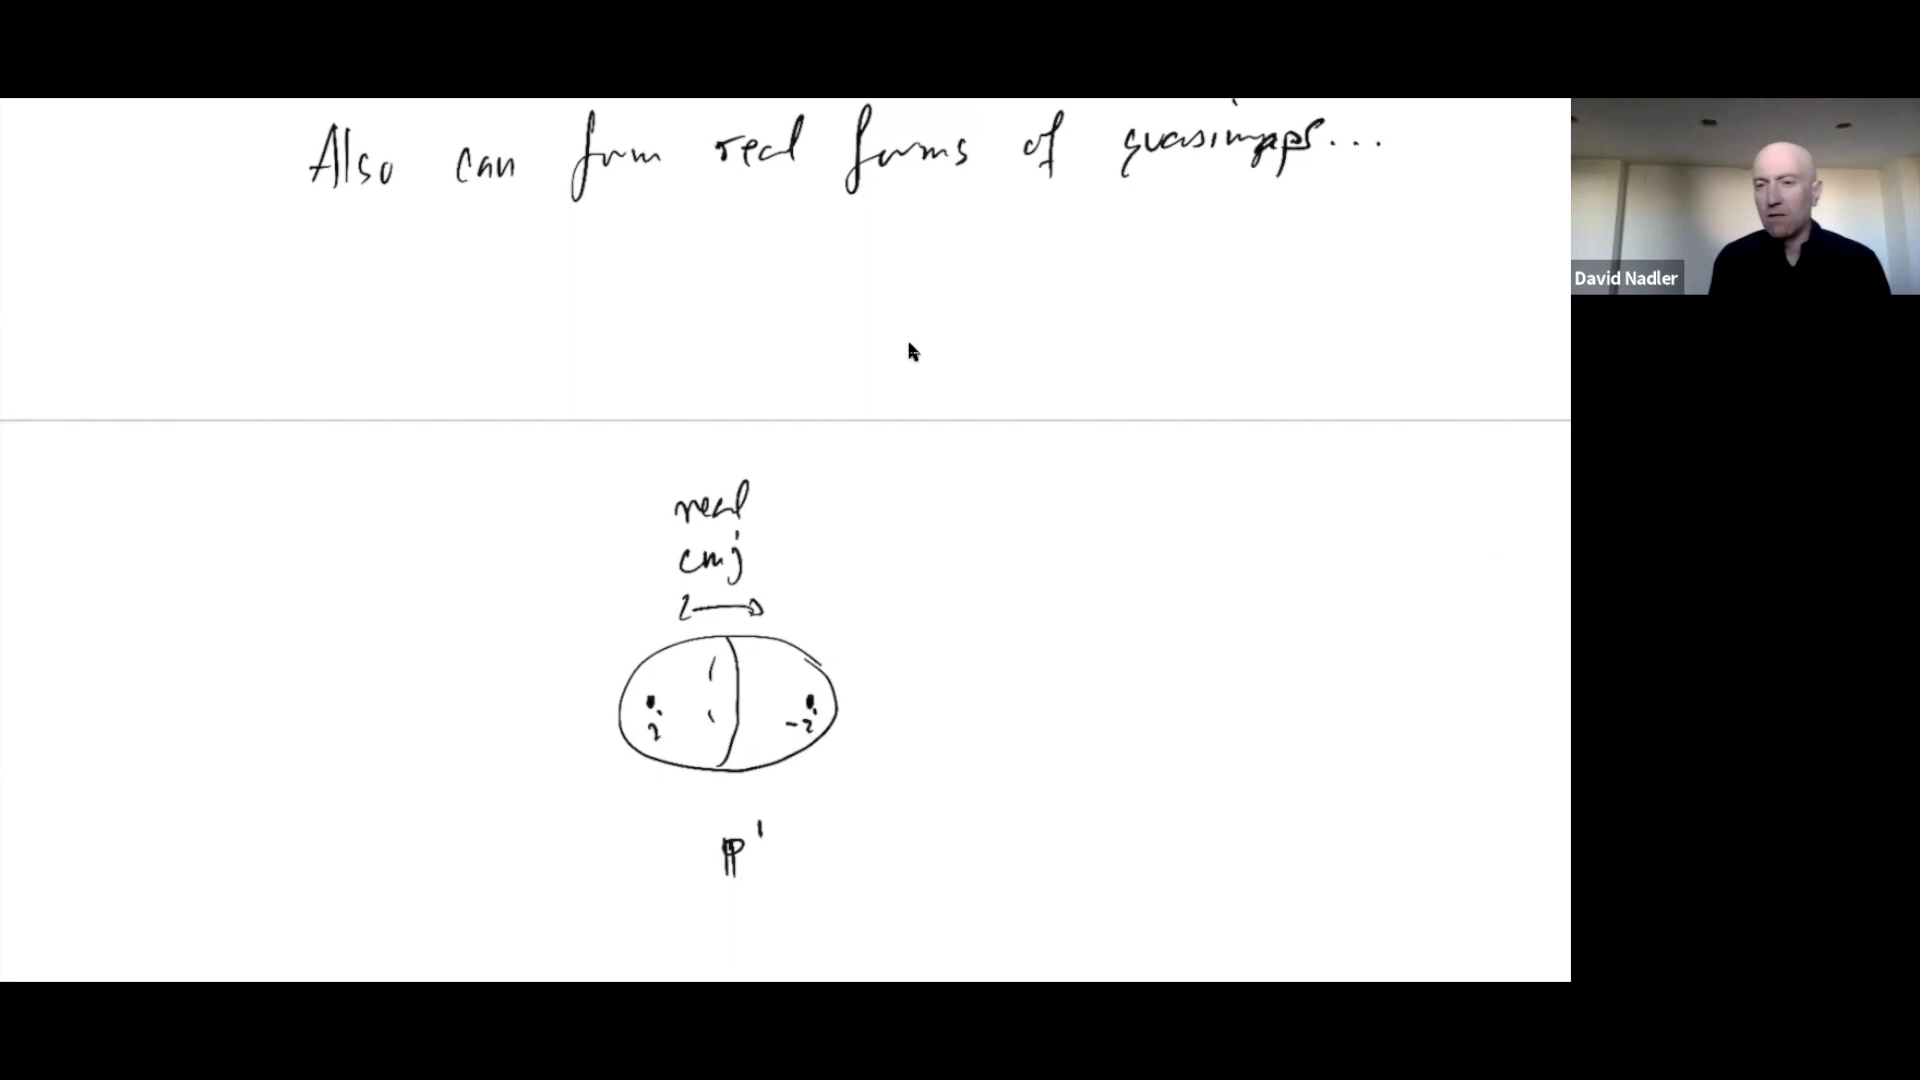 Also can form real forms of quasimaps...
David Nadler
real
conj
i
-i
ℙ¹